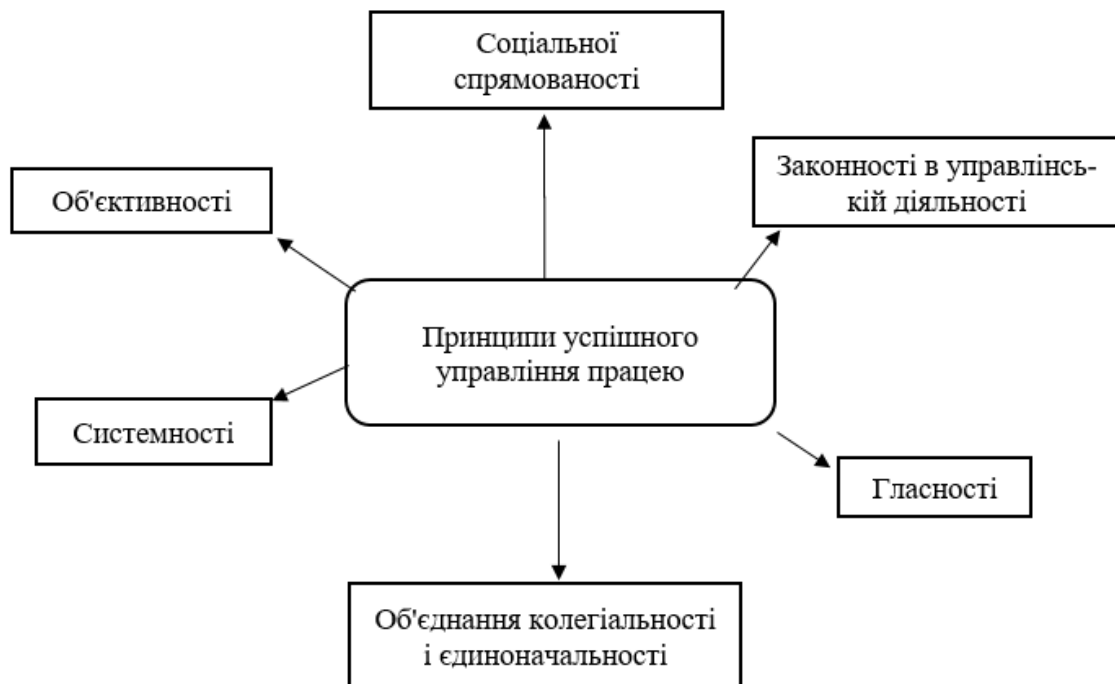 Соціальної
спрямованості
Законності в управлінсь-
кій діяльності
Об'єктивності
Принципи успішного
управління працею
Системності
Гласності
Об'єднання колегіальності
і єдиноначальності